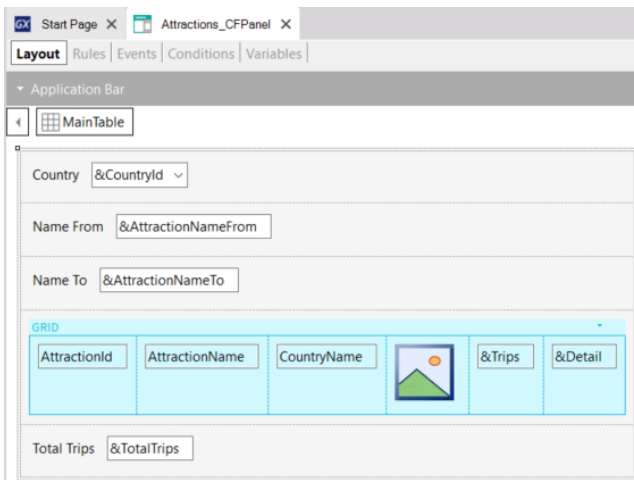 GX Start Page X Attractions_CFPanel X
Layout Rules Events Conditions Variables
Application Bar
MainTable
Country &CountryId
Name From &AttractionNameFrom
Name To &AttractionNameTo
GRID
AttractionId AttractionName CountryName &Trips &Detail
Total Trips &TotalTrips